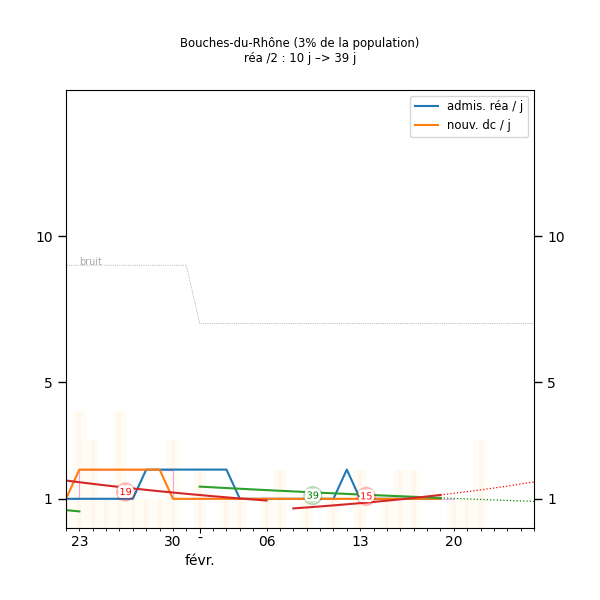 Bouches-du-Rhône (3% de la population)
réa /2 : 10 j –> 39 j
admis. réa / j
nouv. dc / j
10
10
bruit
5
5
19
39
15
1
1
23
30
-
06
13
20
févr.